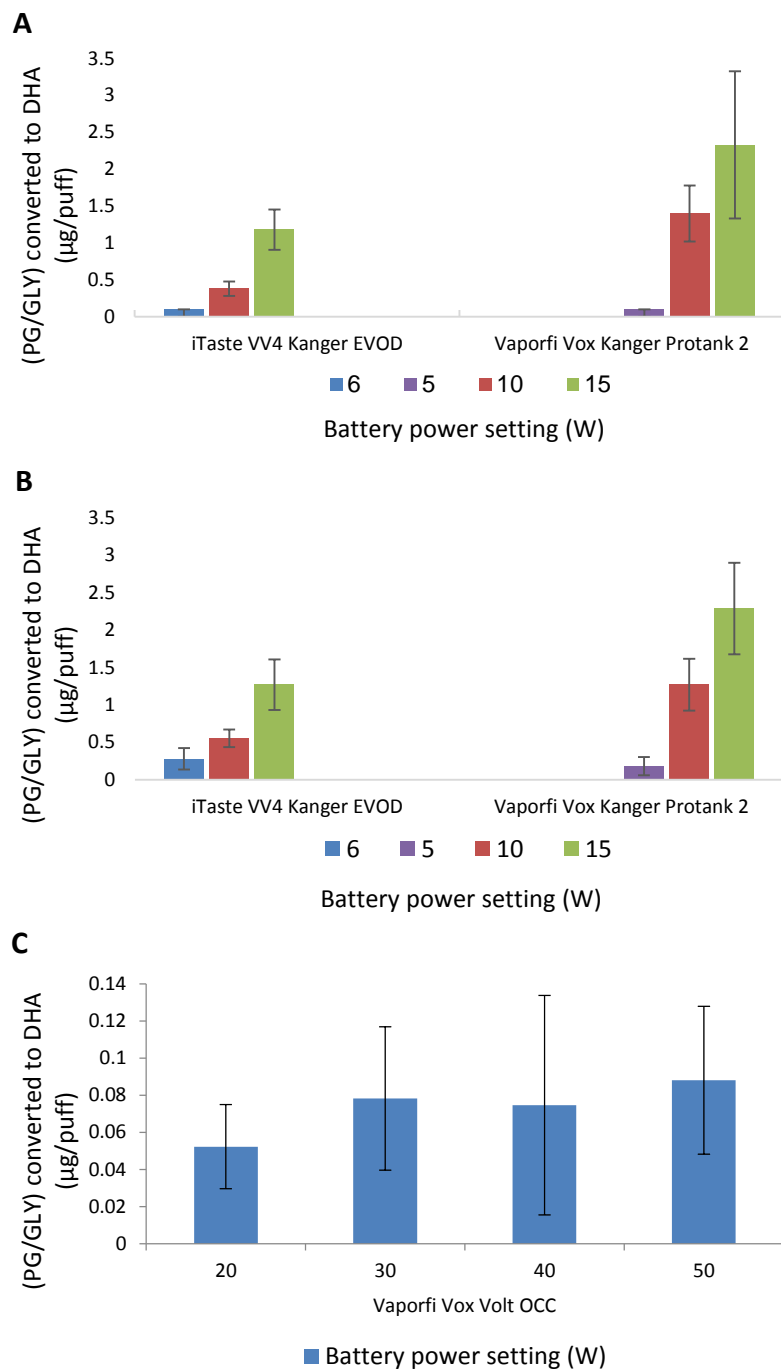 A
(PG/GLY) converted to DHA
(µg/puff)
3.5
3
2.5
2
1.5
1
0.5
0
iTaste VV4 Kanger EVOD
Vaporfi Vox Kanger Protank 2
6 5 10 15
Battery power setting (W)
B
(PG/GLY) converted to DHA
(µg/puff)
3.5
3
2.5
2
1.5
1
0.5
0
iTaste VV4 Kanger EVOD
Vaporfi Vox Kanger Protank 2
6 5 10 15
Battery power setting (W)
C
(PG/GLY) converted to DHA
(µg/puff)
0.14
0.12
0.1
0.08
0.06
0.04
0.02
0
20 30 40 50
Vaporfi Vox Volt OCC
Battery power setting (W)